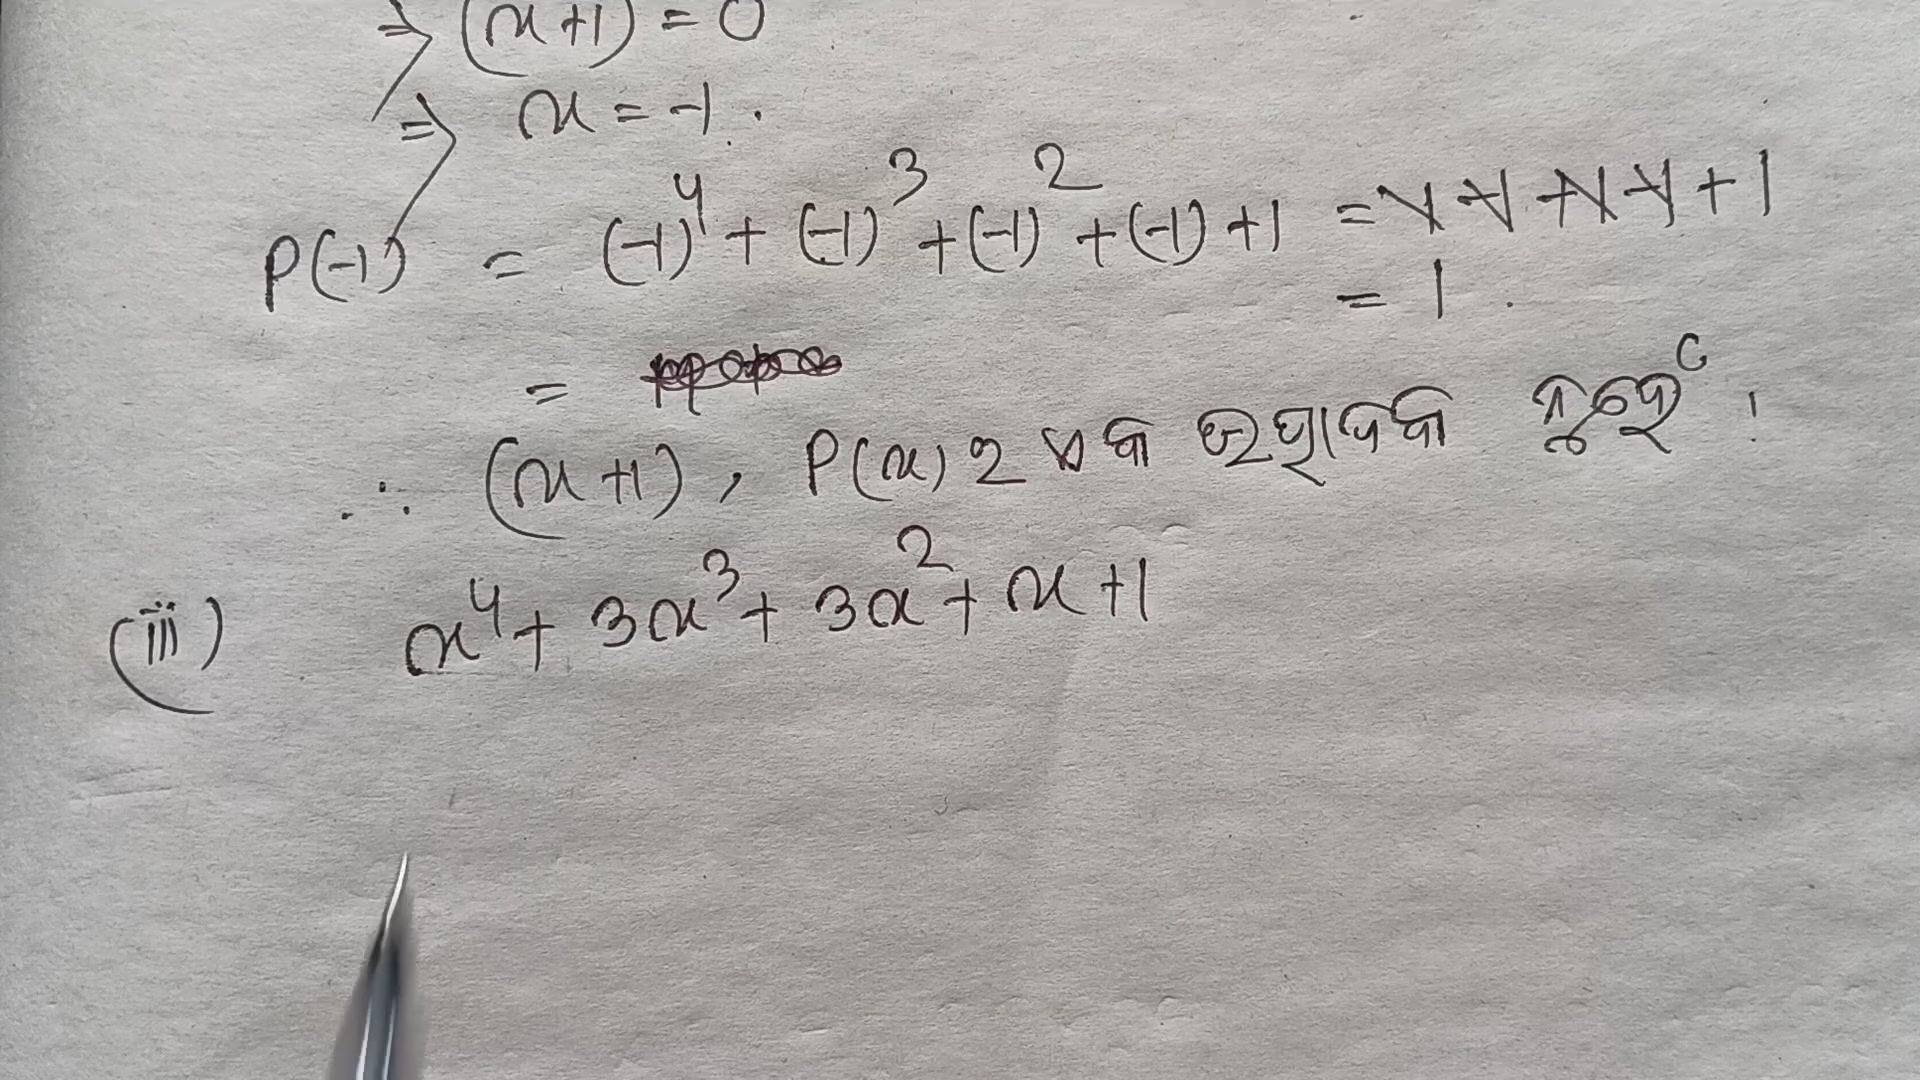 ⇒ (x+1) = 0
⇒ x = -1.
P(-1) = (-1)⁴ + (-1)³ + (-1)² + (-1) + 1 = 1 - 1 + 1 - 1 + 1
= 1.
=
∴ (x+1), P(x) ର ଏକ ଉତ୍ପାଦକ ନୁହେଁ ।
(iii) x⁴ + 3x³ + 3x² + x + 1